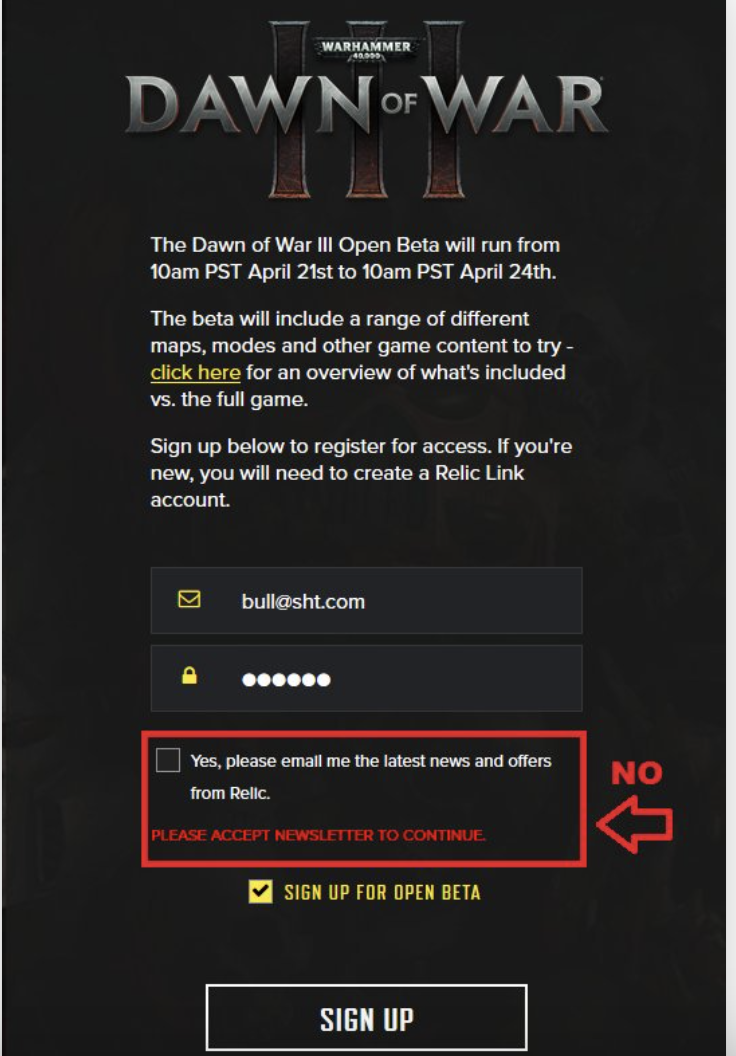 WARHAMMER
40,000
DAWN OF WAR
III
The Dawn of War III Open Beta will run from
10am PST April 21st to 10am PST April 24th.
The beta will include a range of different
maps, modes and other game content to try -
click here for an overview of what's included
vs. the full game.
Sign up below to register for access. If you're
new, you will need to create a Relic Link
account.
bull@sht.com
●●●●●●
Yes, please email me the latest news and offers
from Relic.
NO
PLEASE ACCEPT NEWSLETTER TO CONTINUE.
SIGN UP FOR OPEN BETA
SIGN UP